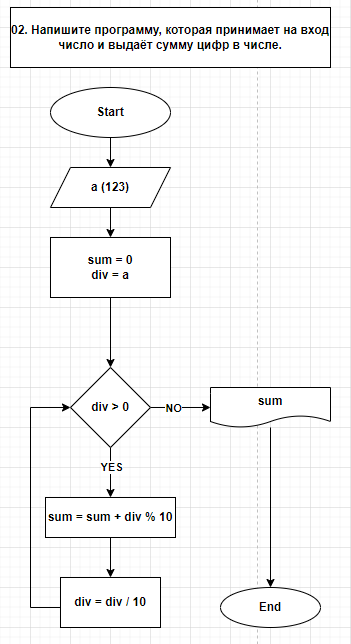 02. Напишите программу, которая принимает на вход
число и выдаёт сумму цифр в числе.
Start
a (123)
sum = 0
div = a
div > 0
NO
sum
YES
sum = sum + div % 10
div = div / 10
End